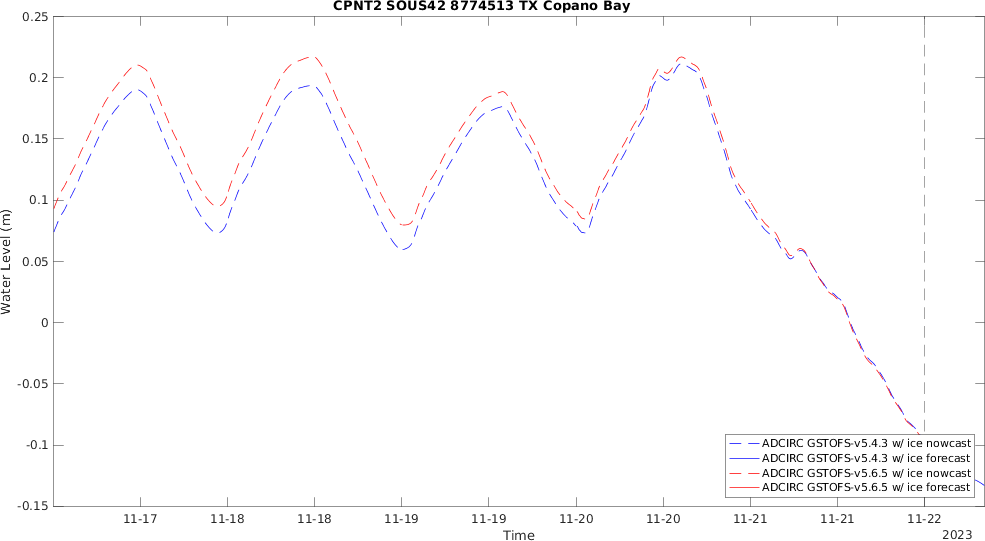 CPNT2 SOUS42 8774513 TX Copano Bay
0.25
0.2
0.15
0.1
0.05
0
-0.05
-0.1
-0.15
Water Level (m)
ADCIRC GSTOFS-v5.4.3 w/ ice nowcast
ADCIRC GSTOFS-v5.4.3 w/ ice forecast
ADCIRC GSTOFS-v5.6.5 w/ ice nowcast
ADCIRC GSTOFS-v5.6.5 w/ ice forecast
11-17 11-18 11-18 11-19 11-19 11-20 11-20 11-21 11-21 11-22
Time
2023